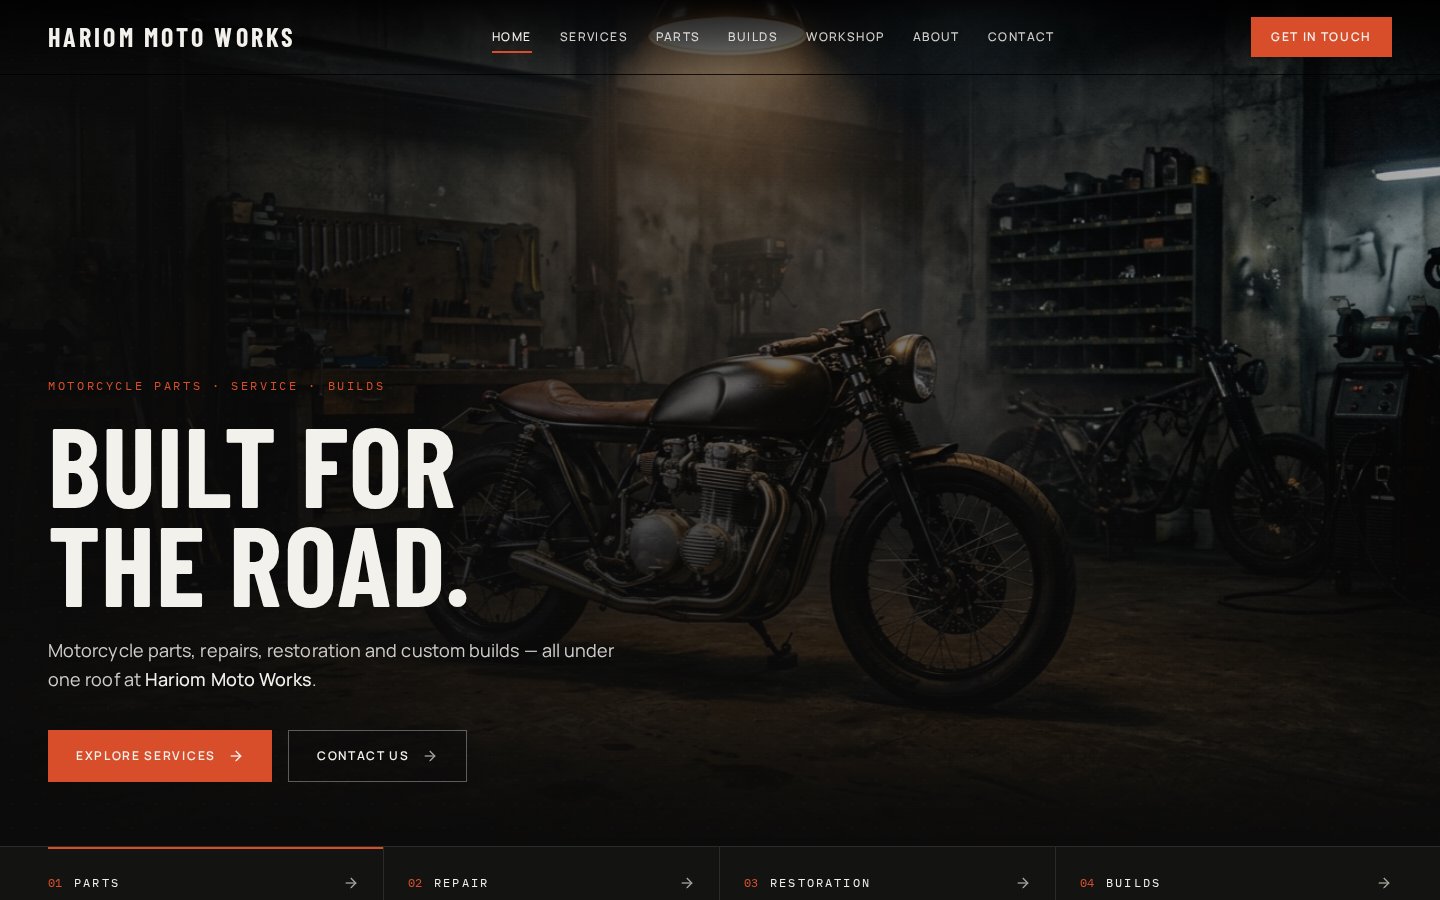 HARIOM MOTO WORKS
HOME SERVICES PARTS BUILDS WORKSHOP ABOUT CONTACT
GET IN TOUCH
MOTORCYCLE PARTS · SERVICE · BUILDS
BUILT FOR
THE ROAD.
Motorcycle parts, repairs, restoration and custom builds — all under
one roof at Hariom Moto Works.
EXPLORE SERVICES →
CONTACT US →
01 PARTS →
02 REPAIR →
03 RESTORATION →
04 BUILDS →